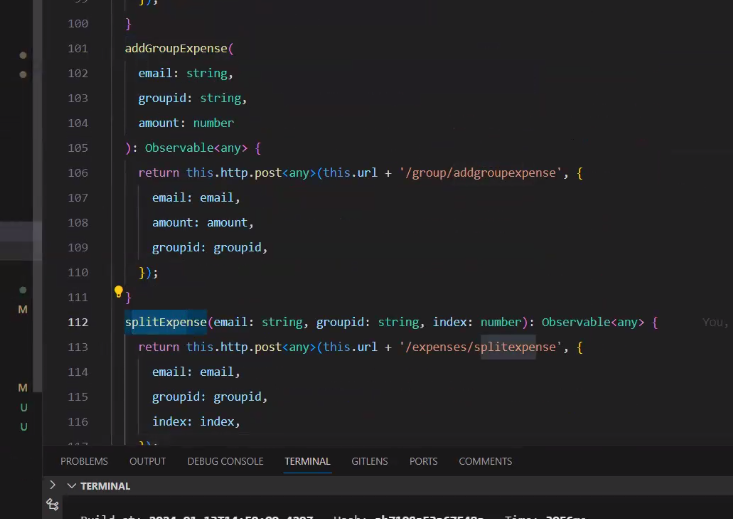 99 });
100 }
101 addGroupExpense(
102 email: string,
103 groupid: string,
104 amount: number
105 ): Observable<any> {
106 return this.http.post<any>(this.url + '/group/addgroupexpense', {
107 email: email,
108 amount: amount,
109 groupid: groupid,
110 });
111 }
112 splitExpense(email: string, groupid: string, index: number): Observable<any> { You,
113 return this.http.post<any>(this.url + '/expenses/splitexpense', {
M 114 email: email,
U 115 groupid: groupid,
U 116 index: index,
117 });
PROBLEMS OUTPUT DEBUG CONSOLE TERMINAL GITLENS PORTS COMMENTS
TERMINAL
M